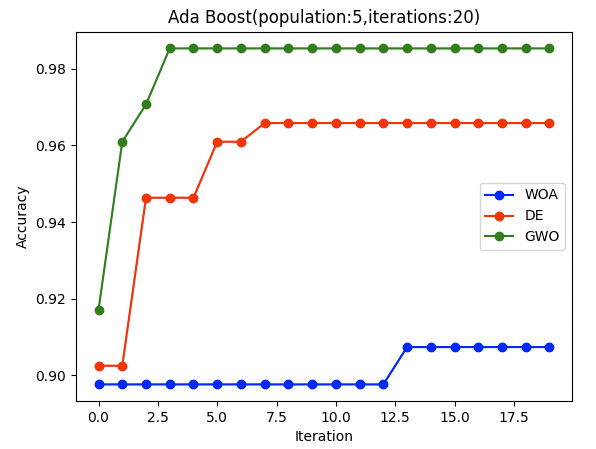 Ada Boost(population:5,iterations:20)
0.98
0.96
0.94
0.92
0.90
Accuracy
WOA
DE
GWO
0.0 2.5 5.0 7.5 10.0 12.5 15.0 17.5
Iteration